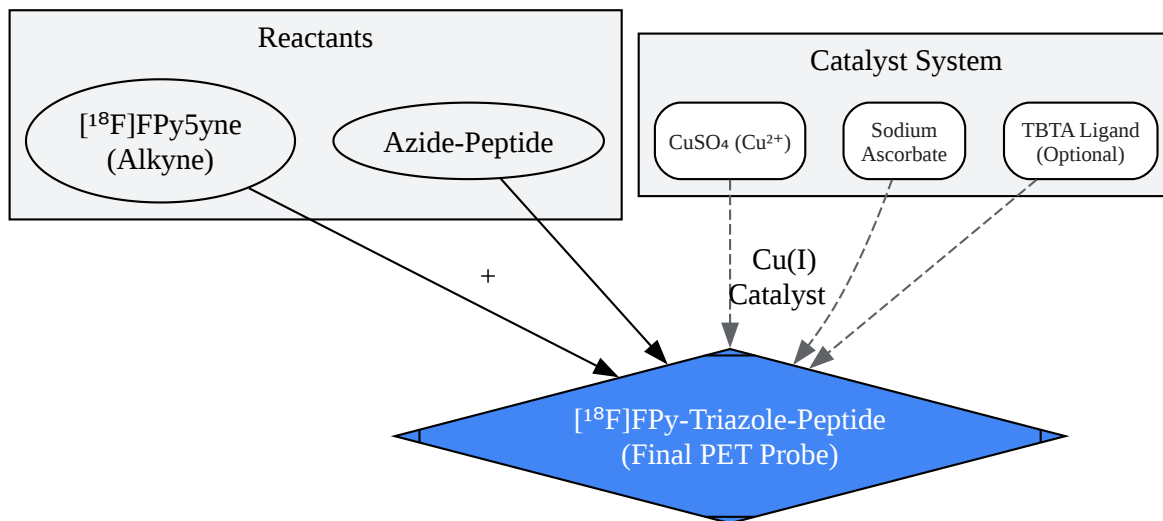 Reactants
[¹⁸F]FPy5yne
(Alkyne)
Azide-Peptide
Catalyst System
CuSO₄ (Cu²⁺)
Sodium
Ascorbate
TBTA Ligand
(Optional)
+
Cu(I)
Catalyst
[¹⁸F]FPy-Triazole-Peptide
(Final PET Probe)